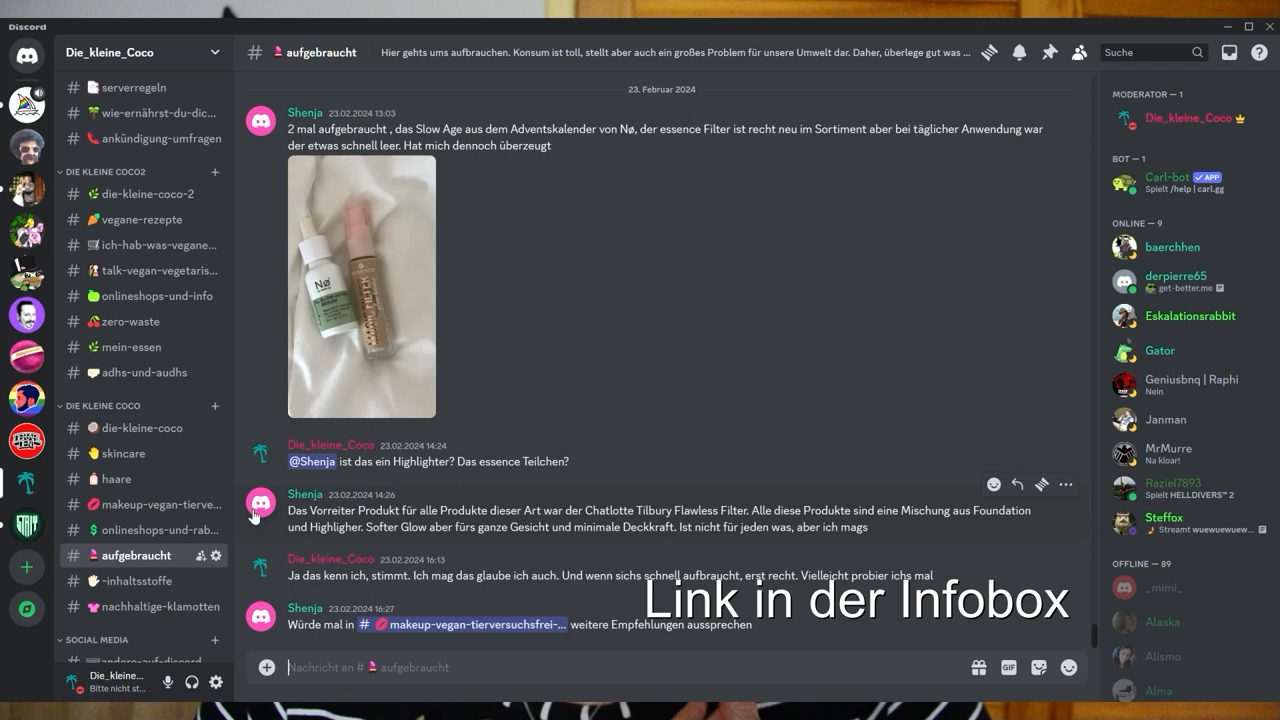 Discord
Die_kleine_Coco
serverregeln
wie-ernährst-du-dic...
ankündigung-umfragen
DIE KLEINE COCO2
die-kleine-coco-2
vegane-rezepte
ich-hab-was-vegane...
talk-vegan-vegetaris...
onlineshops-und-info
zero-waste
mein-essen
adhs-und-audhs
DIE KLEINE COCO
die-kleine-coco
skincare
haare
makeup-vegan-tierve...
onlineshops-und-rab...
aufgebraucht
-inhaltsstoffe
nachhaltige-klamotten
SOCIAL MEDIA
andere-auf-discord
Die_kleine...
Bitte nicht st...
# aufgebraucht
Hier gehts ums aufbrauchen. Konsum ist toll, stellt aber auch ein großes Problem für unsere Umwelt dar. Daher, überlege gut was ...
Suche
23. Februar 2024
Shenja 23.02.2024 13:03
2 mal aufgebraucht , das Slow Age aus dem Adventskalender von Nø, der essence Filter ist recht neu im Sortiment aber bei täglicher Anwendung war
der etwas schnell leer. Hat mich dennoch überzeugt
Nø
MAGIC FILTER
Die_kleine_Coco 23.02.2024 14:24
@Shenja ist das ein Highlighter? Das essence Teilchen?
Shenja 23.02.2024 14:26
Das Vorreiter Produkt für alle Produkte dieser Art war der Chatlotte Tilbury Flawless Filter. Alle diese Produkte sind eine Mischung aus Foundation
und Highligher. Softer Glow aber fürs ganze Gesicht und minimale Deckkraft. Ist nicht für jeden was, aber ich mags
Die_kleine_Coco 23.02.2024 16:13
Ja das kenn ich, stimmt. Ich mag das glaube ich auch. Und wenn sichs schnell aufbraucht, erst recht. Vielleicht probier ichs mal
Link in der Infobox
Shenja 23.02.2024 16:27
Würde mal in # makeup-vegan-tierversuchsfrei-... weitere Empfehlungen aussprechen
Nachricht an # aufgebraucht
GIF
MODERATOR — 1
Die_kleine_Coco
BOT — 1
Carl-bot APP
Spielt /help | carl.gg
ONLINE — 9
baerchhen
derpierre65
get-better.me
Eskalationsrabbit
Gator
Geniusbnq | Raphi
Nein
Janman
MrMurre
Na kloar!
Raziel7893
Spielt HELLDIVERS™ 2
Steffox
Streamt wuewuewuew...
OFFLINE — 89
_mimi_
Alaska
Alismo
Alma